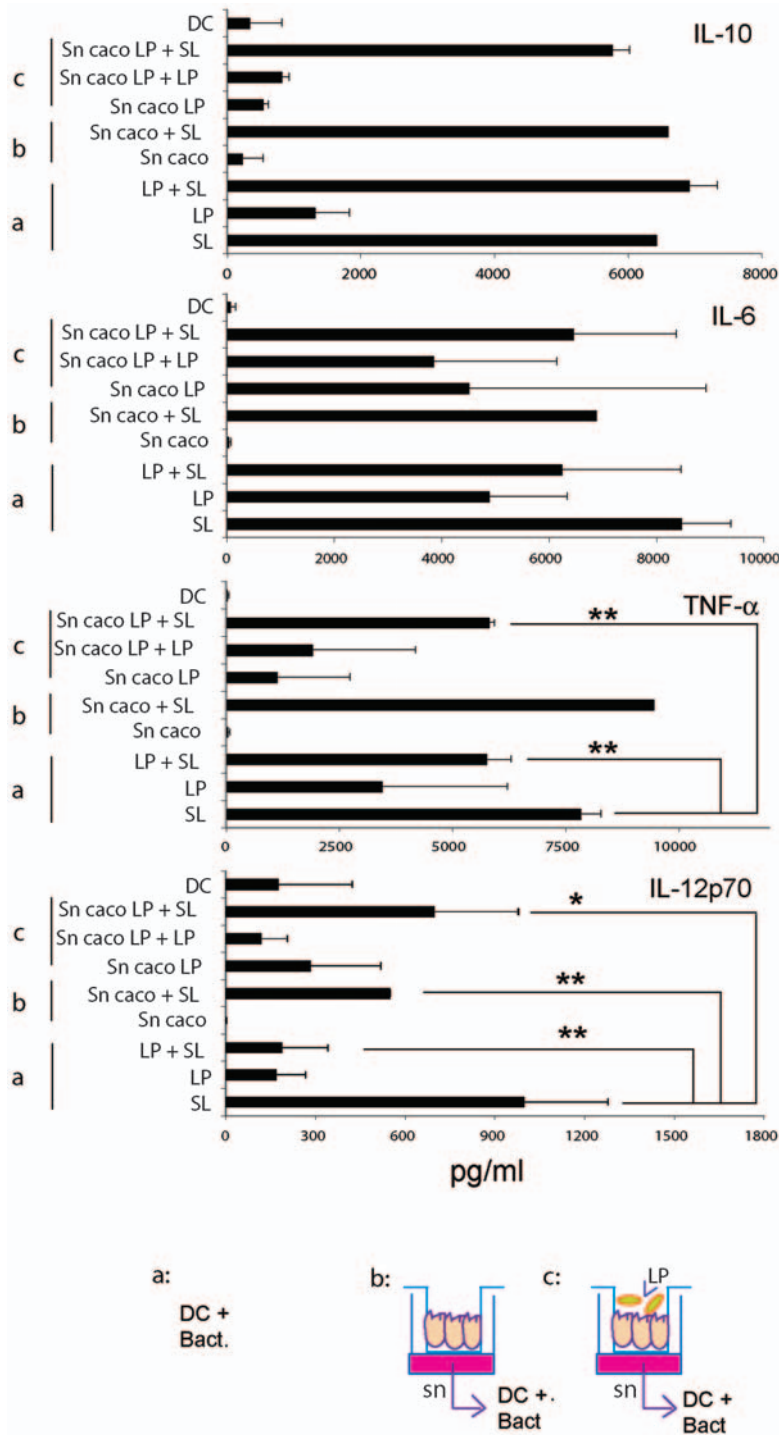 IL-10
DC
c
Sn caco LP + SL
Sn caco LP + LP
Sn caco LP
b
Sn caco + SL
Sn caco
a
LP + SL
LP
SL
0 2000 4000 6000 8000
IL-6
DC
c
Sn caco LP + SL
Sn caco LP + LP
Sn caco LP
b
Sn caco + SL
Sn caco
a
LP + SL
LP
SL
0 2000 4000 6000 8000 10000
TNF-α
DC
c
Sn caco LP + SL
**
Sn caco LP + LP
Sn caco LP
b
Sn caco + SL
Sn caco
a
LP + SL
**
LP
SL
0 2500 5000 7500 10000
IL-12p70
DC
c
Sn caco LP + SL
*
Sn caco LP + LP
Sn caco LP
b
Sn caco + SL
**
Sn caco
a
LP + SL
**
LP
SL
0 300 600 900 1200 1500 1800
pg/ml
a:
DC +
Bact.
b:
sn
DC + .
Bact
c:
LP
sn
DC +
Bact